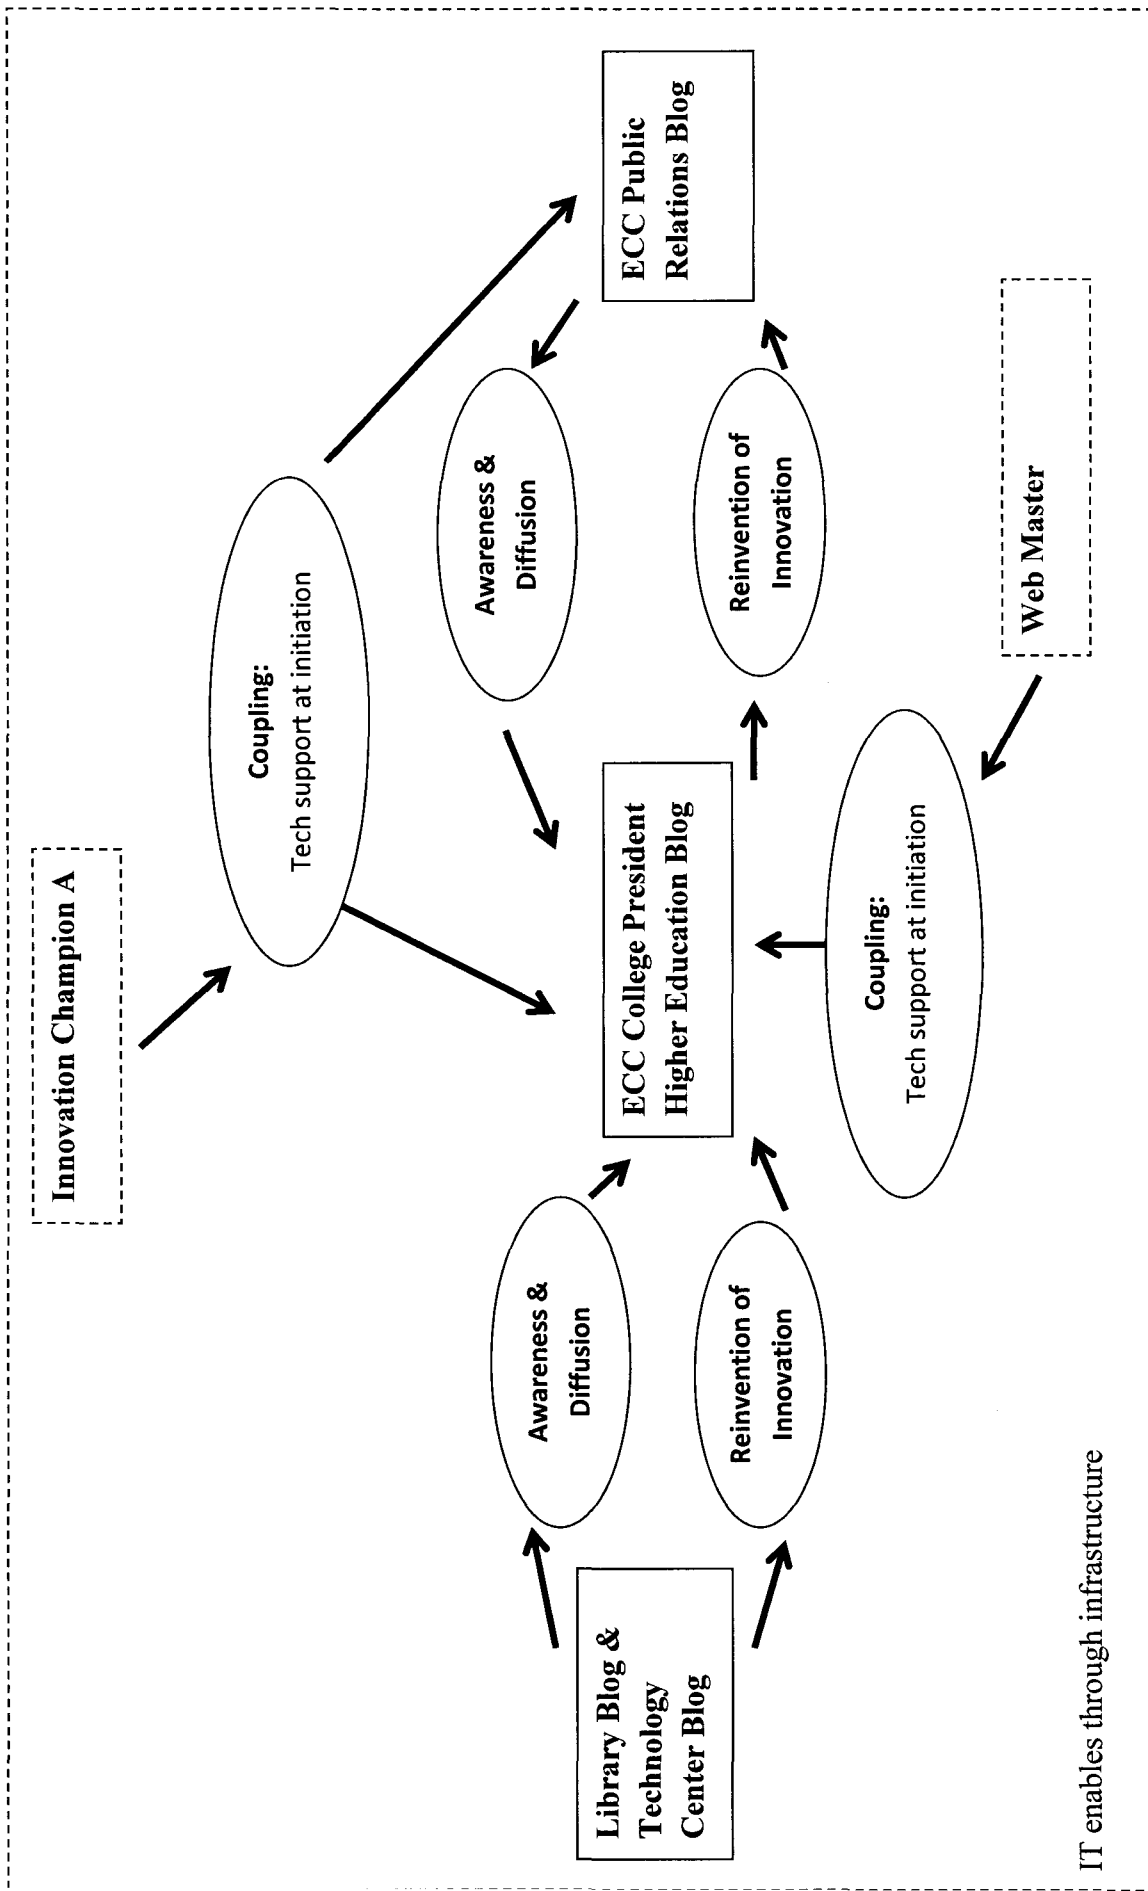 Innovation Champion A
Coupling:
Tech support at initiation
Awareness &
Diffusion
Awareness &
Diffusion
Library Blog &
Technology
Center Blog
ECC College President
Higher Education Blog
ECC Public
Relations Blog
Reinvention of
Innovation
Reinvention of
Innovation
Coupling:
Tech support at initiation
Web Master
IT enables through infrastructure